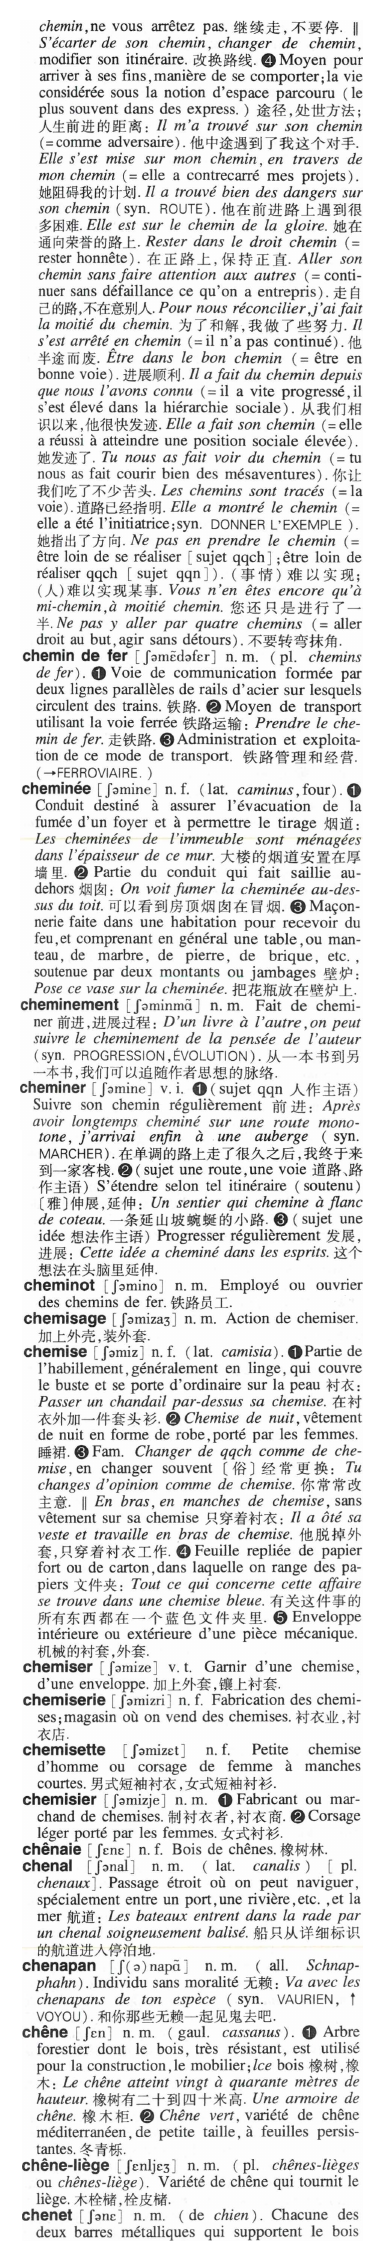 chemin, ne vous arrêtez pas. 继续走,不要停. ‖
S'écarter de son chemin, changer de chemin,
modifier son itinéraire. 改换路线. ❹ Moyen pour
arriver à ses fins, manière de se comporter; la vie
considérée sous la notion d'espace parcouru (le
plus souvent dans des express.) 途径,处世方法;
人生前进的距离: Il m'a trouvé sur son chemin
(=comme adversaire). 他中途遇到了我这个对手.
Elle s'est mise sur mon chemin, en travers de
mon chemin (= elle a contrecarré mes projets).
她阻碍我的计划. Il a trouvé bien des dangers sur
son chemin (syn. ROUTE). 他在前进路上遇到很
多困难. Elle est sur le chemin de la gloire. 她在
通向荣誉的路上. Rester dans le droit chemin (=
rester honnête). 在正路上,保持正直. Aller son
chemin sans faire attention aux autres (= conti-
nuer sans défaillance ce qu'on a entrepris). 走自
己的路,不在意别人. Pour nous réconcilier, j'ai fait
la moitié du chemin. 为了和解,我做了些努力. Il
s'est arrêté en chemin (=il n'a pas continué). 他
半途而废. Être dans le bon chemin (= être en
bonne voie). 进展顺利. Il a fait du chemin depuis
que nous l'avons connu (=il a vite progressé, il
s'est élevé dans la hiérarchie sociale). 从我们相
识以来,他很快发迹. Elle a fait son chemin (=elle
a réussi à atteindre une position sociale élevée).
她发迹了. Tu nous as fait voir du chemin (=tu
nous as fait courir bien des mésaventures). 你让
我们吃了不少苦头. Les chemins sont tracés (=la
voie). 道路已经指明. Elle a montré le chemin (=
elle a été l'initiatrice; syn. DONNER L'EXEMPLE ).
她指出了方向. Ne pas en prendre le chemin (=
être loin de se réaliser [sujet qqch]; être loin de
réaliser qqch [ sujet qqn]). (事情)难以实现;
(人)难以实现某事. Vous n'en êtes encore qu'à
mi-chemin, à moitié chemin. 您还只是进行了一
半. Ne pas y aller par quatre chemins (= aller
droit au but, agir sans détours). 不要转弯抹角.
chemin de fer [ʃəmɛ̃dəfɛr] n. m. (pl. chemins
de fer). ❶ Voie de communication formée par
deux lignes parallèles de rails d'acier sur lesquels
circulent des trains. 铁路. ❷ Moyen de transport
utilisant la voie ferrée 铁路运输: Prendre le che-
min de fer. 走铁路. ❸ Administration et exploita-
tion de ce mode de transport. 铁路管理和经营.
(→FERROVIAIRE. )
cheminée [ʃəmine] n. f. (lat. caminus, four). ❶
Conduit destiné à assurer l'évacuation de la
fumée d'un foyer et à permettre le tirage 烟道:
Les cheminées de l'immeuble sont ménagées
dans l'épaisseur de ce mur. 大楼的烟道安置在厚
墙里. ❷ Partie du conduit qui fait saillie au-
dehors 烟囱: On voit fumer la cheminée au-des-
sus du toit. 可以看到房顶烟囱在冒烟. ❸ Maçon-
nerie faite dans une habitation pour recevoir du
feu, et comprenant en général une table, ou man-
teau, de marbre, de pierre, de brique, etc. ,
soutenue par deux montants ou jambages 壁炉:
Pose ce vase sur la cheminée. 把花瓶放在壁炉上.
cheminement [ʃəminmɑ̃] n. m. Fait de chemi-
ner 前进,进展过程: D'un livre à l'autre, on peut
suivre le cheminement de la pensée de l'auteur
(syn. PROGRESSION, ÉVOLUTION). 从一本书到另
一本书,我们可以追随作者思想的脉络.
cheminer [ʃəmine] v. i. ❶ (sujet qqn 人作主语)
Suivre son chemin régulièrement 前进: Après
avoir longtemps cheminé sur une route mono-
tone, j'arrivai enfin à une auberge ( syn.
MARCHER). 在单调的路上走了很久之后,我终于来
到一家客栈. ❷ (sujet une route, une voie 道路、路
作主语) S'étendre selon tel itinéraire (soutenu)
〔雅〕伸展,延伸: Un sentier qui chemine à flanc
de coteau. 一条延山坡蜿蜒的小路. ❸ (sujet une
idée 想法作主语) Progresser régulièrement 发展,
进展: Cette idée a cheminé dans les esprits. 这个
想法在头脑里延伸.
cheminot [ʃəmino] n. m. Employé ou ouvrier
des chemins de fer. 铁路员工.
chemisage [ʃəmizaʒ] n. m. Action de chemiser.
加上外壳,装外套.
chemise [ʃəmiz] n. f. (lat. camisia). ❶ Partie de
l'habillement, généralement en linge, qui couvre
le buste et se porte d'ordinaire sur la peau 衬衣:
Passer un chandail par-dessus sa chemise. 在衬
衣外加一件套头衫. ❷ Chemise de nuit, vêtement
de nuit en forme de robe, porté par les femmes.
睡裙. ❸ Fam. Changer de qqch comme de che-
mise, en changer souvent 〔俗〕经常更换: Tu
changes d'opinion comme de chemise. 你常常改
主意. ‖ En bras, en manches de chemise, sans
vêtement sur sa chemise 只穿着衬衣: Il a ôté sa
veste et travaille en bras de chemise. 他脱掉外
套,只穿着衬衣工作. ❹ Feuille repliée de papier
fort ou de carton, dans laquelle on range des pa-
piers 文件夹: Tout ce qui concerne cette affaire
se trouve dans une chemise bleue. 有关这件事的
所有东西都在一个蓝色文件夹里. ❺ Enveloppe
intérieure ou extérieure d'une pièce mécanique.
机械的衬套,外套.
chemiser [ʃəmize] v. t. Garnir d'une chemise,
d'une enveloppe. 加上外套,镶上衬套.
chemiserie [ʃəmizri] n. f. Fabrication des chemi-
ses; magasin où on vend des chemises. 衬衣业,衬
衣店.
chemisette [ʃəmizɛt] n. f. Petite chemise
d'homme ou corsage de femme à manches
courtes. 男式短袖衬衣,女式短袖衬衫.
chemisier [ʃəmizje] n. m. ❶ Fabricant ou mar-
chand de chemises. 制衬衣者,衬衣商. ❷ Corsage
léger porté par les femmes. 女式衬衫.
chênaie [ʃɛnɛ] n. f. Bois de chênes. 橡树林.
chenal [ʃənal] n. m. ( lat. canalis ) [ pl.
chenaux]. Passage étroit où on peut naviguer,
spécialement entre un port, une rivière, etc. , et la
mer 航道: Les bateaux entrent dans la rade par
un chenal soigneusement balisé. 船只从详细标识
的航道进入停泊地.
chenapan [ʃ(ə)napɑ̃] n. m. ( all. Schnap-
phahn). Individu sans moralité 无赖: Va avec les
chenapans de ton espèce ( syn. VAURIEN, ↑
VOYOU). 和你那些无赖一起见鬼去吧.
chêne [ʃɛn] n. m. (gaul. cassanus). ❶ Arbre
forestier dont le bois, très résistant, est utilisé
pour la construction, le mobilier; lce bois 橡树,橡
木: Le chêne atteint vingt à quarante mètres de
hauteur. 橡树有二十到四十米高. Une armoire de
chêne. 橡木柜. ❷ Chêne vert, variété de chêne
méditerranéen, de petite taille, à feuilles persis-
tantes. 冬青栎.
chêne-liège [ʃɛnljɛʒ] n. m. ( pl. chênes-lièges
ou chênes-liège). Variété de chêne qui tournit le
liège. 木栓槠,栓皮槠.
chenet [ʃənɛ] n. m. ( de chien). Chacune des
deux barres métalliques qui supportent le bois